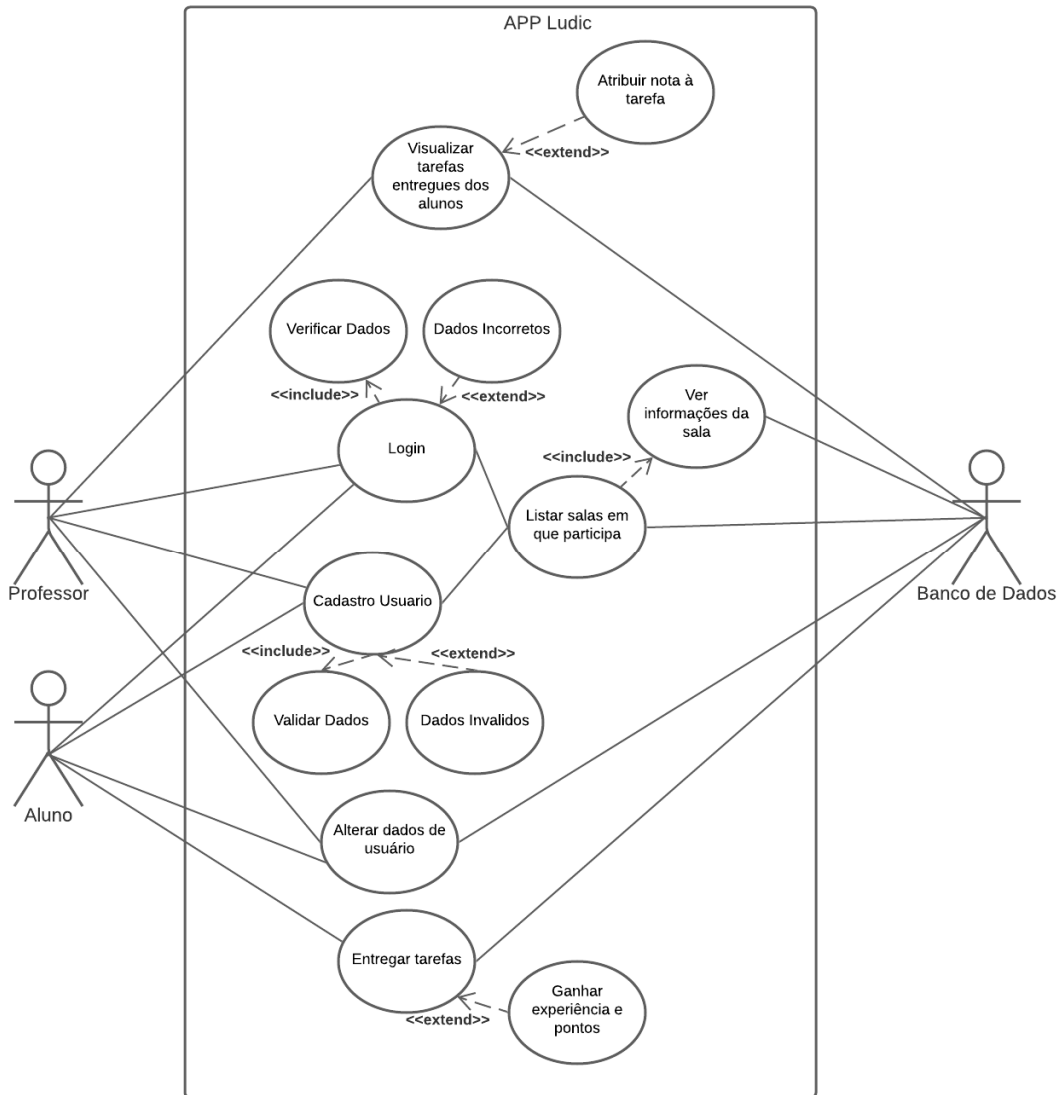 APP Ludic
Atribuir nota à
tarefa
<<extend>>
Visualizar
tarefas
entregues dos
alunos
Verificar Dados
Dados Incorretos
<<include>>
<<extend>>
Ver
informações da
sala
Login
<<include>>
Listar salas em
que participa
Professor
Banco de Dados
Cadastro Usuario
<<include>>
<<extend>>
Validar Dados
Dados Invalidos
Aluno
Alterar dados de
usuário
Entregar tarefas
Ganhar
experiência e
pontos
<<extend>>